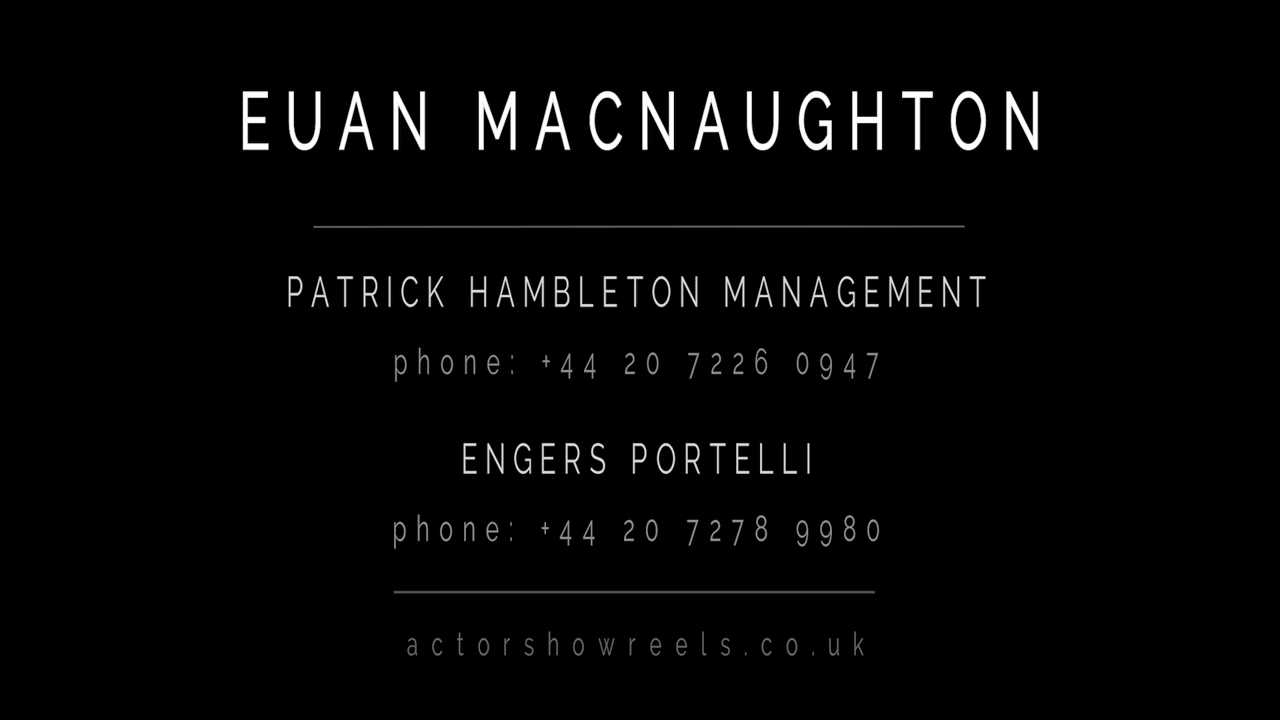 EUAN MACNAUGHTON
PATRICK HAMBLETON MANAGEMENT
phone: +44 20 7226 0947
ENGERS PORTELLI
phone: +44 20 7278 9980
actorshowreels.co.uk